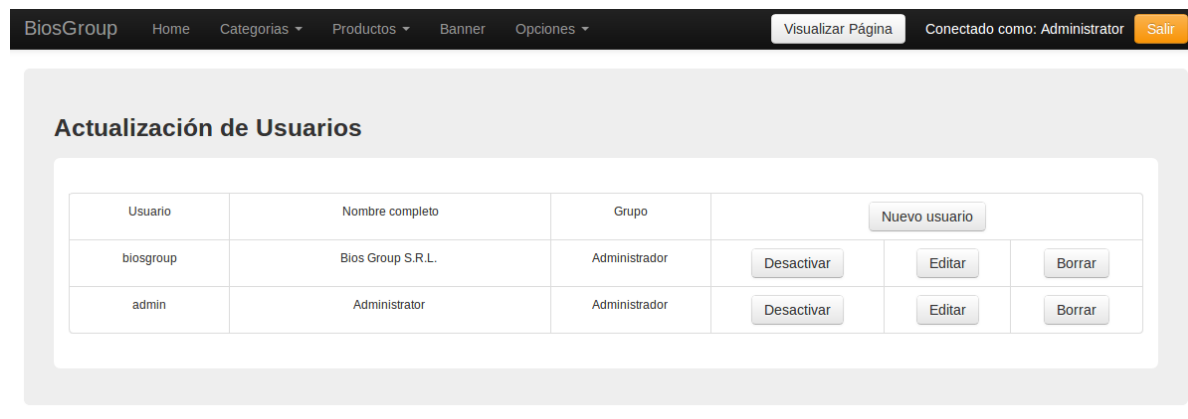 BiosGroup Home Categorias Productos Banner Opciones Visualizar Página Conectado como: Administrator Salir
Actualización de Usuarios
Usuario Nombre completo Grupo Nuevo usuario
biosgroup Bios Group S.R.L. Administrador Desactivar Editar Borrar
admin Administrator Administrador Desactivar Editar Borrar